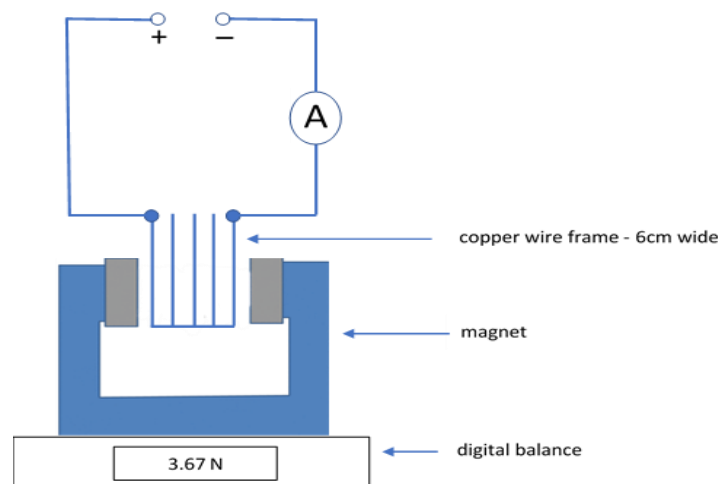 + −
A
copper wire frame - 6cm wide
magnet
digital balance
3.67 N